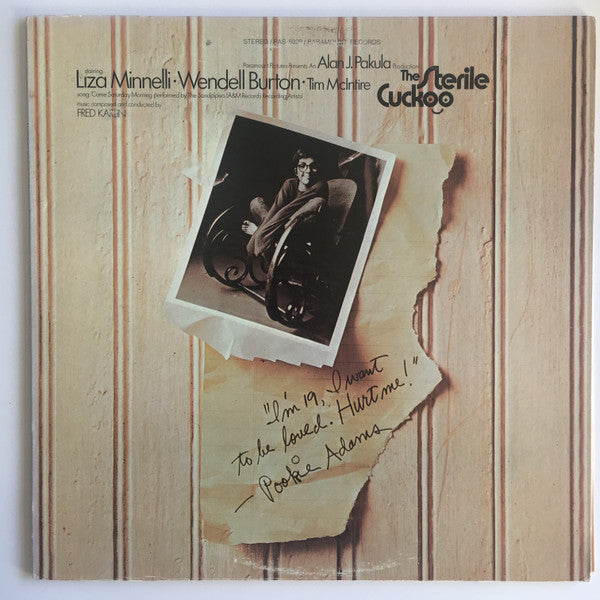 STEREO / PAS 5009 / PARAMOUNT RECORDS
Paramount Pictures Presents An Alan J. Pakula Production
starring
Liza Minnelli · Wendell Burton · Tim McIntire
The Sterile
Cuckoo
song "Come Saturday Morning" performed by The Sandpipers (A&M Records Recording Artists)
music composed and conducted by
FRED KARLIN
"I'm 19, I want
to be loved. Hurt me!"
— Pookie Adams